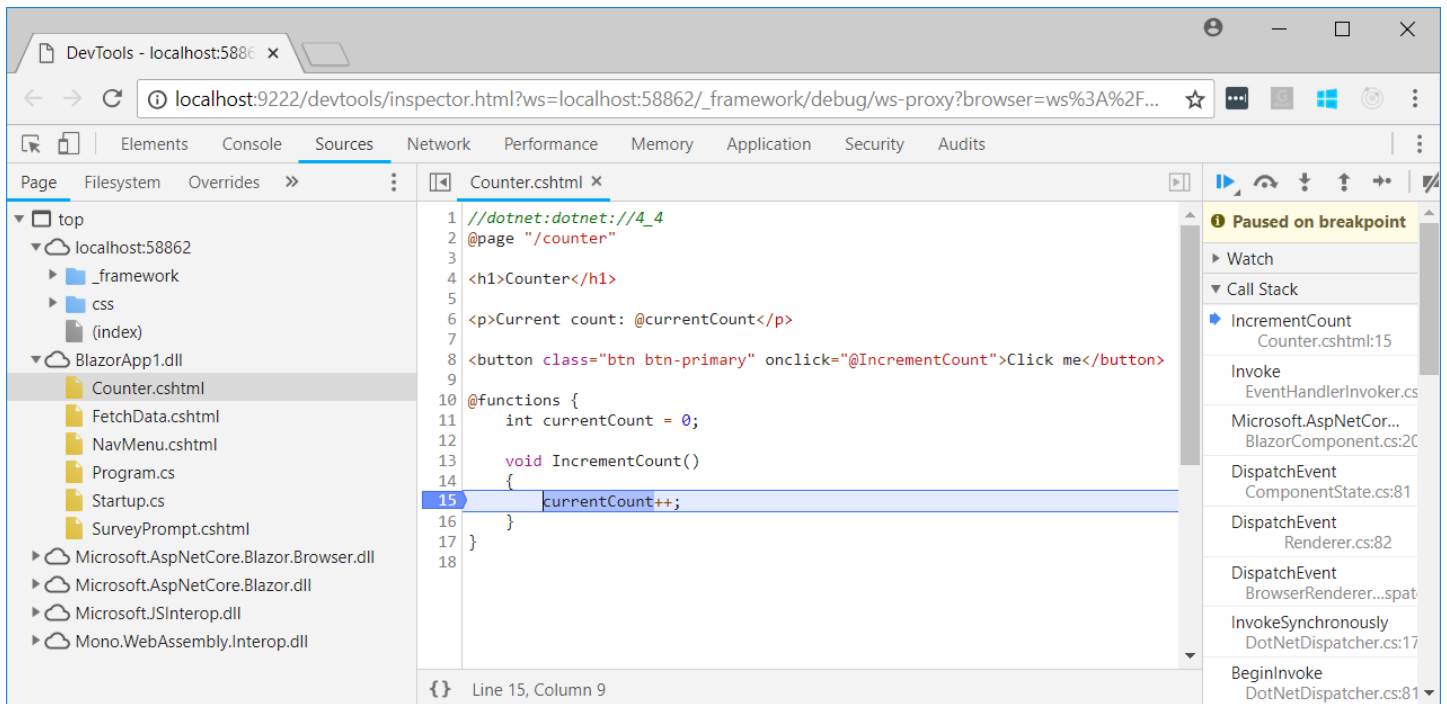 DevTools - localhost:5886
localhost:9222/devtools/inspector.html?ws=localhost:58862/_framework/debug/ws-proxy?browser=ws%3A%2F...
Elements Console Sources Network Performance Memory Application Security Audits
Page Filesystem Overrides »
Counter.cshtml ×
top
localhost:58862
_framework
css
(index)
BlazorApp1.dll
Counter.cshtml
FetchData.cshtml
NavMenu.cshtml
Program.cs
Startup.cs
SurveyPrompt.cshtml
Microsoft.AspNetCore.Blazor.Browser.dll
Microsoft.AspNetCore.Blazor.dll
Microsoft.JSInterop.dll
Mono.WebAssembly.Interop.dll
1 //dotnet:dotnet://4_4
2 @page "/counter"
3
4 <h1>Counter</h1>
5
6 <p>Current count: @currentCount</p>
7
8 <button class="btn btn-primary" onclick="@IncrementCount">Click me</button>
9
10 @functions {
11     int currentCount = 0;
12
13     void IncrementCount()
14     {
15         currentCount++;
16     }
17 }
18
{} Line 15, Column 9
Paused on breakpoint
Watch
Call Stack
IncrementCount
Counter.cshtml:15
Invoke
EventHandlerInvoker.cs
Microsoft.AspNetCor...
BlazorComponent.cs:20
DispatchEvent
ComponentState.cs:81
DispatchEvent
Renderer.cs:82
DispatchEvent
BrowserRenderer...spat
InvokeSynchronously
DotNetDispatcher.cs:17
BeginInvoke
DotNetDispatcher.cs:81